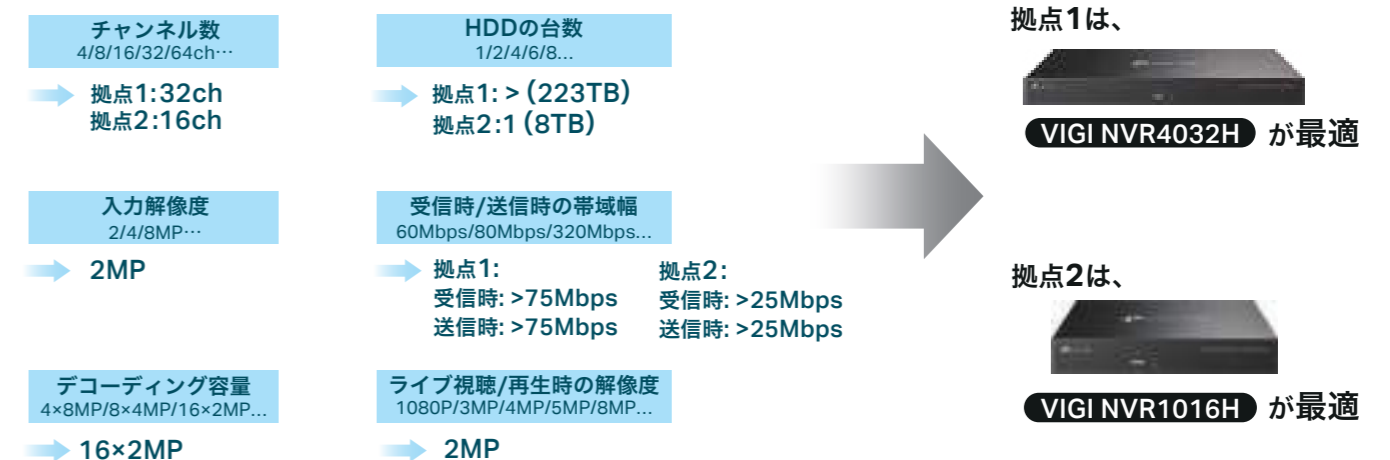 チャンネル数
4/8/16/32/64ch…
拠点1:32ch
拠点2:16ch
HDDの台数
1/2/4/6/8...
拠点1: > (223TB)
拠点2:1 (8TB)
入力解像度
2/4/8MP…
2MP
受信時/送信時の帯域幅
60Mbps/80Mbps/320Mbps...
拠点1:
受信時: >75Mbps
送信時: >75Mbps
拠点2:
受信時: >25Mbps
送信時: >25Mbps
デコーディング容量
4×8MP/8×4MP/16×2MP...
16×2MP
ライブ視聴/再生時の解像度
1080P/3MP/4MP/5MP/8MP...
2MP
拠点1は、
VIGI NVR4032H が最適
拠点2は、
VIGI NVR1016H が最適